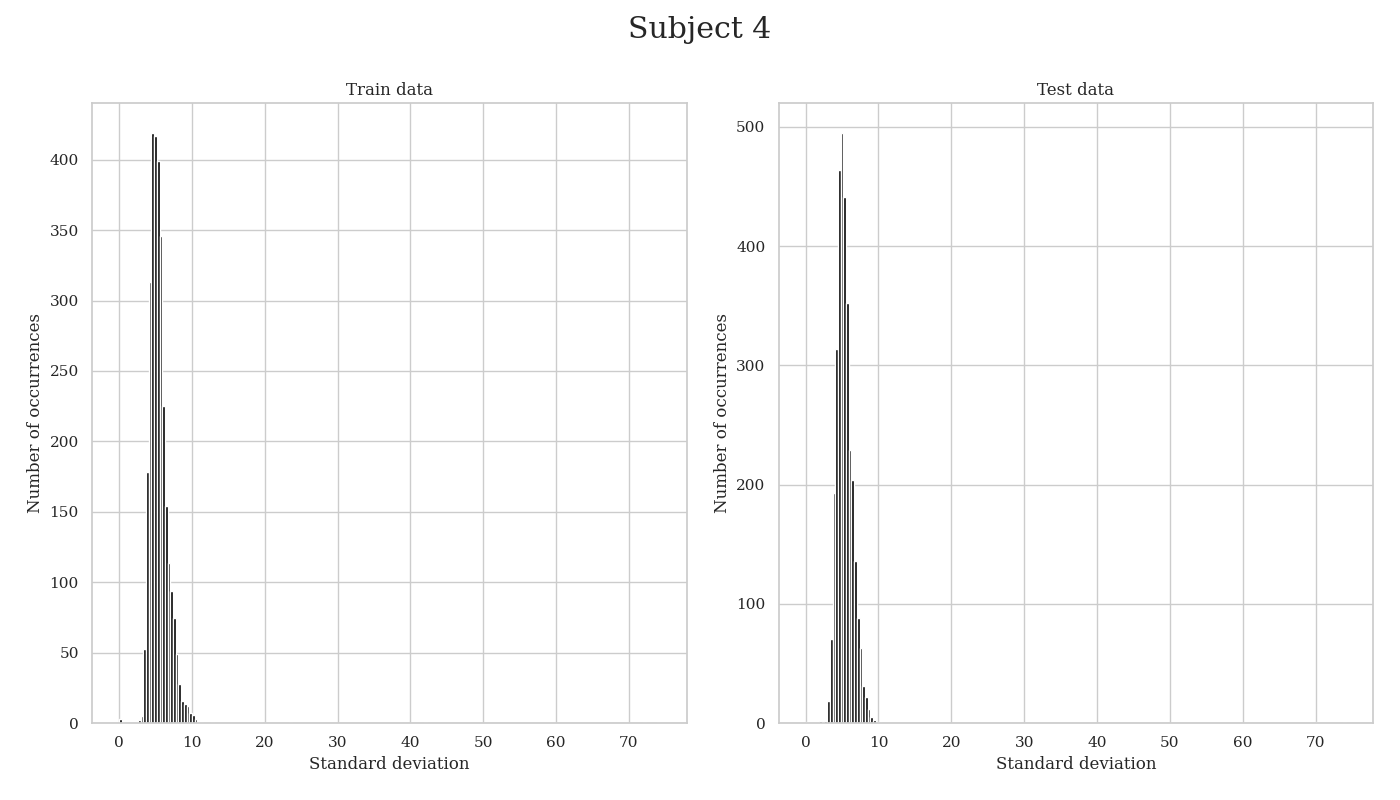 Subject 4
Train data
400
350
300
250
200
150
100
50
0
Number of occurrences
0 10 20 30 40 50 60 70
Standard deviation
Test data
500
400
300
200
100
0
Number of occurrences
0 10 20 30 40 50 60 70
Standard deviation